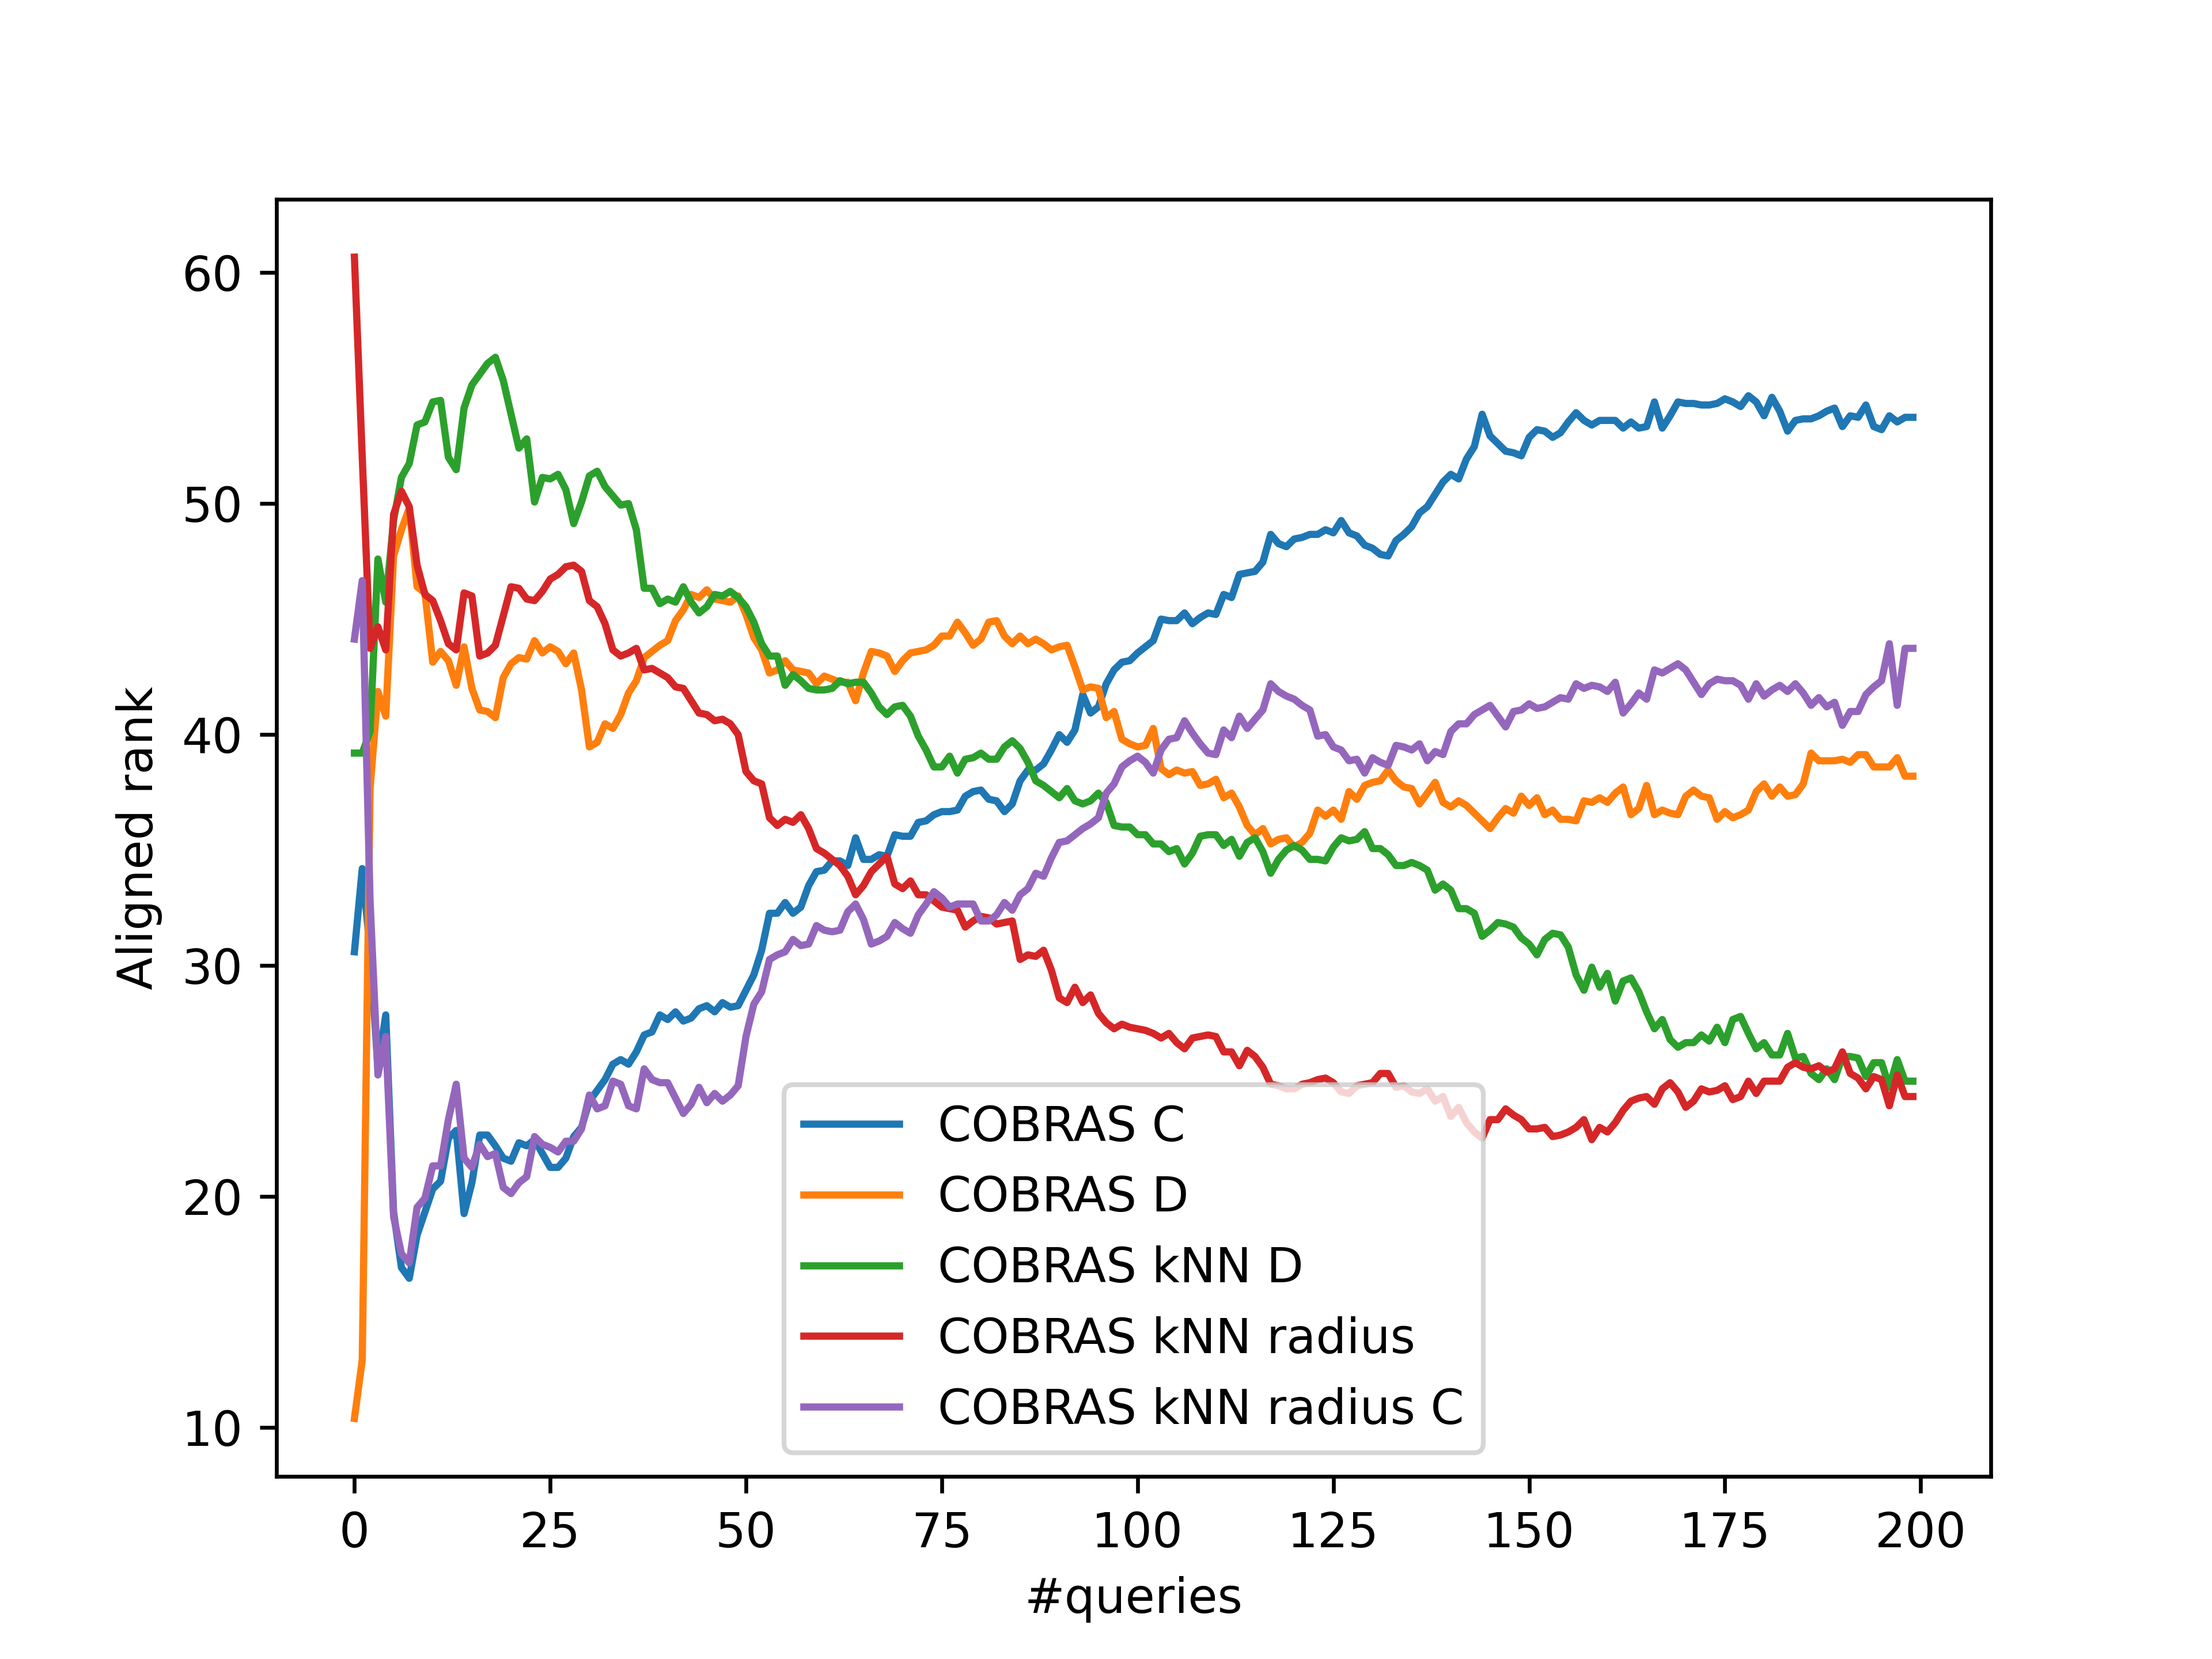 60
50
40
30
20
10
Aligned rank
COBRAS C
COBRAS D
COBRAS kNN D
COBRAS kNN radius
COBRAS kNN radius C
0 25 50 75 100 125 150 175 200
#queries